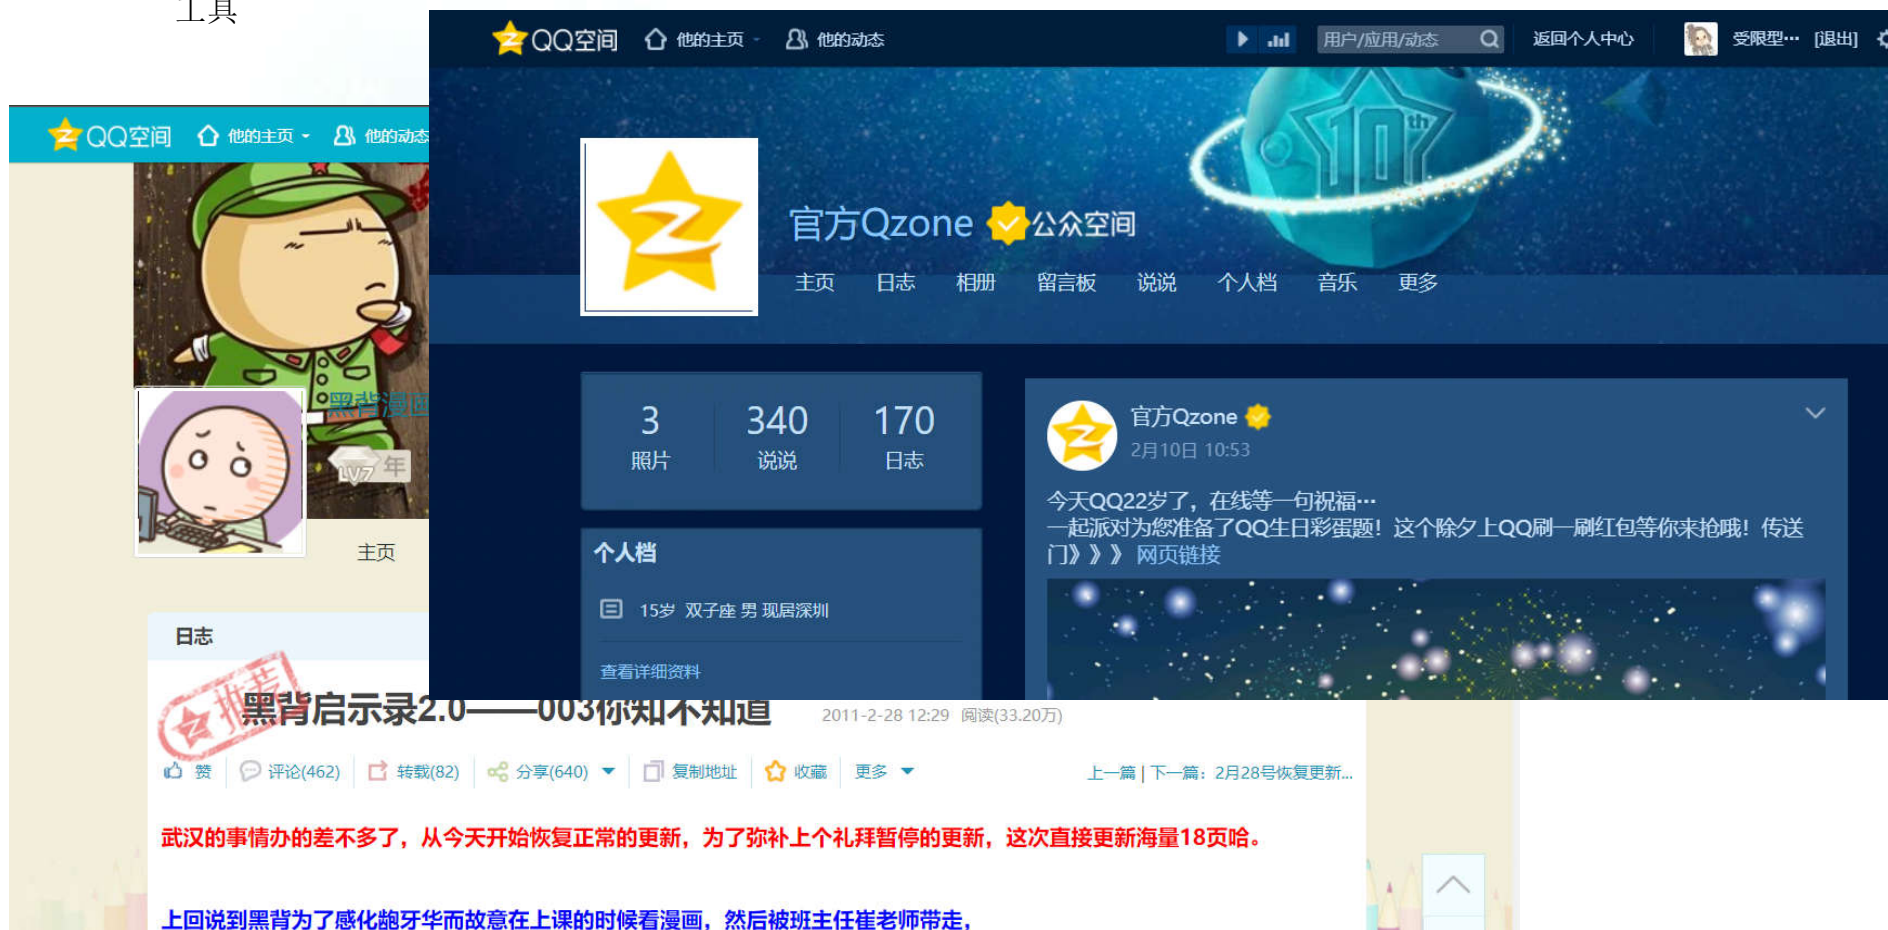 工具
QQ空间 他的主页 他的动态 用户/应用/动态 返回个人中心 受限型… [退出]
10th
官方Qzone 公众空间
主页 日志 相册 留言板 说说 个人档 音乐 更多
3 340 170
照片 说说 日志
个人档
15岁 双子座 男 现居深圳
查看详细资料
官方Qzone
2月10日 10:53
今天QQ22岁了，在线等一句祝福…
一起派对为您准备了QQ生日彩蛋题！这个除夕上QQ刷一刷红包等你来抢哦！传送
门》》》 网页链接
QQ空间 他的主页 他的动态
黑背漫画
LV7 年
主页
日志
推荐
黑背启示录2.0——003你知不知道 2011-2-28 12:29 阅读(33.20万)
赞 评论(462) 转载(82) 分享(640) 复制地址 收藏 更多 上一篇 | 下一篇：2月28号恢复更新...
武汉的事情办的差不多了，从今天开始恢复正常的更新，为了弥补上个礼拜暂停的更新，这次直接更新海量18页哈。
上回说到黑背为了感化龅牙华而故意在上课的时候看漫画，然后被班主任崔老师带走，